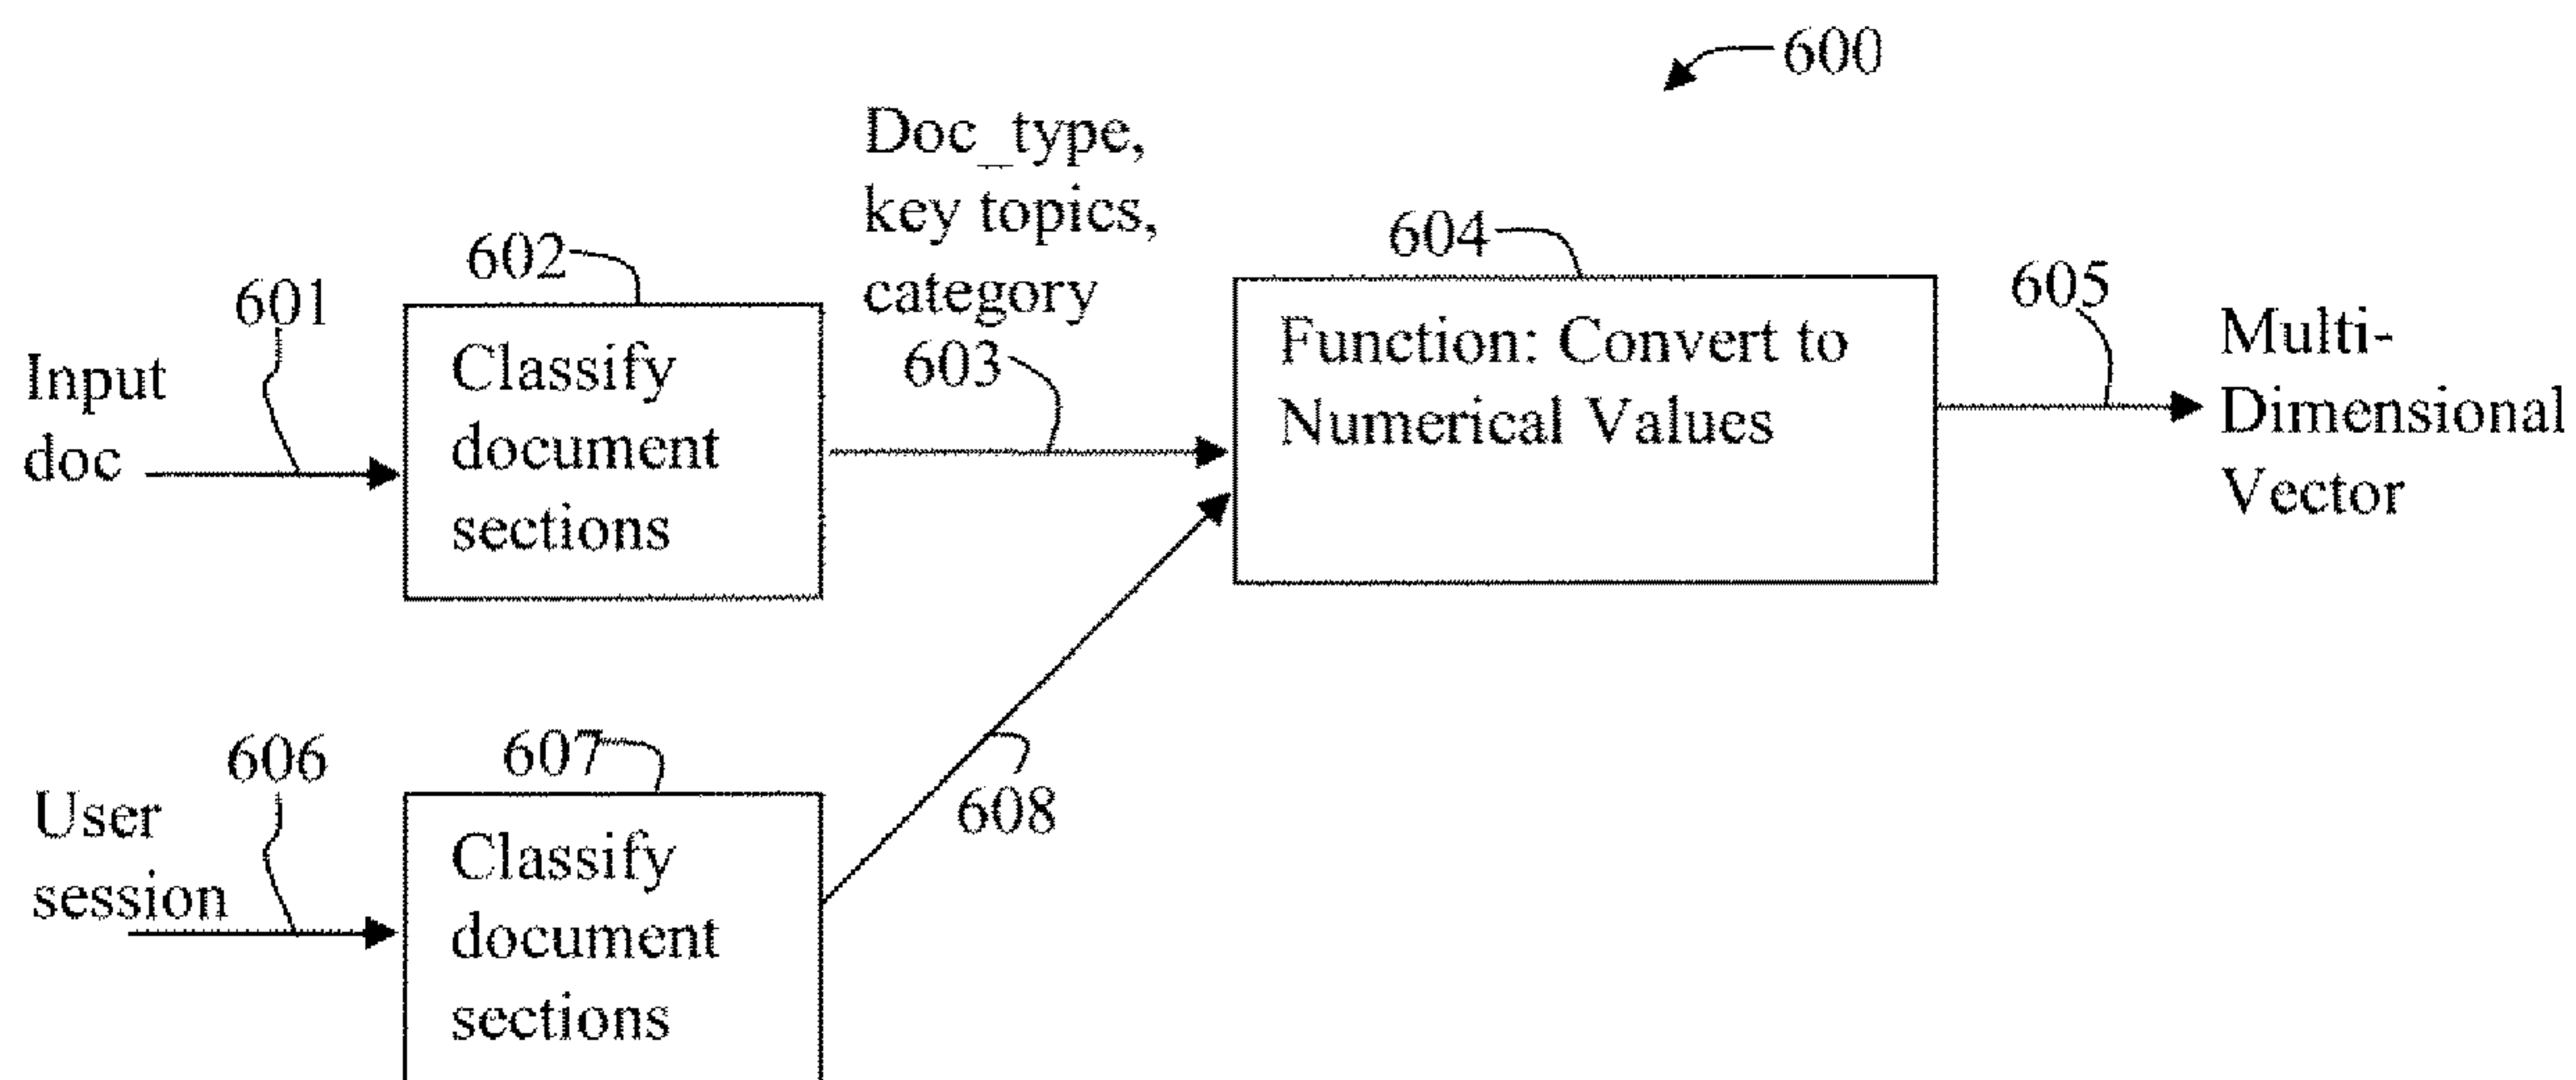 600
Doc_type,
key topics,
category
603
601
Input
doc
602
Classify
document
sections
604
Function: Convert to
Numerical Values
605
Multi-
Dimensional
Vector
606
User
session
607
Classify
document
sections
608